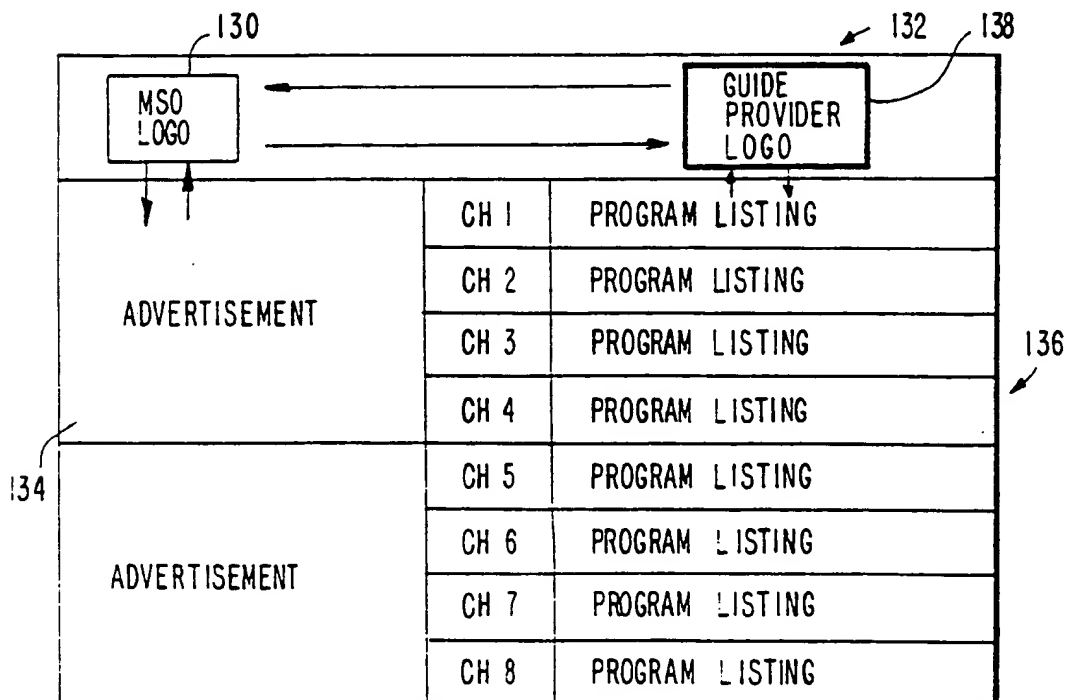 130
132
138
MSO
LOGO
GUIDE
PROVIDER
LOGO
CH 1 PROGRAM LISTING
CH 2 PROGRAM LISTING
ADVERTISEMENT
CH 3 PROGRAM LISTING
136
CH 4 PROGRAM LISTING
134
CH 5 PROGRAM LISTING
CH 6 PROGRAM LISTING
ADVERTISEMENT
CH 7 PROGRAM LISTING
CH 8 PROGRAM LISTING